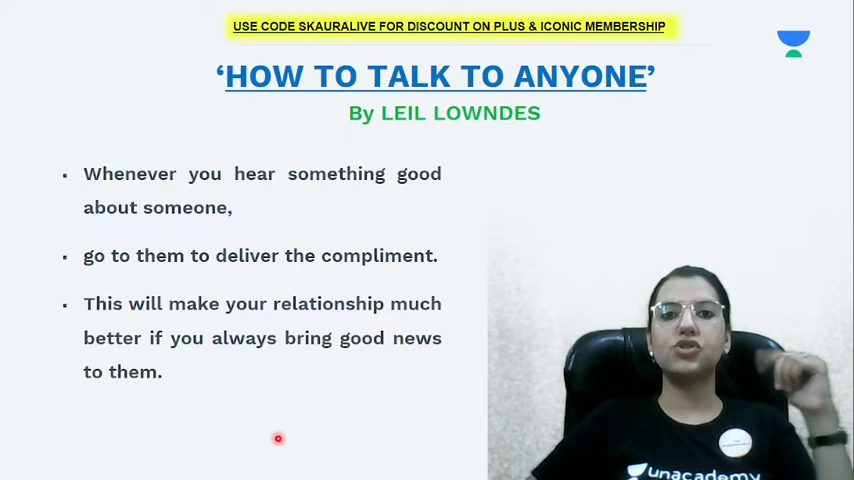 USE CODE SKAURALIVE FOR DISCOUNT ON PLUS & ICONIC MEMBERSHIP
‘HOW TO TALK TO ANYONE’
By LEIL LOWNDES
▪ Whenever you hear something good
about someone,
▪ go to them to deliver the compliment.
▪ This will make your relationship much
better if you always bring good news
to them.
unacademy